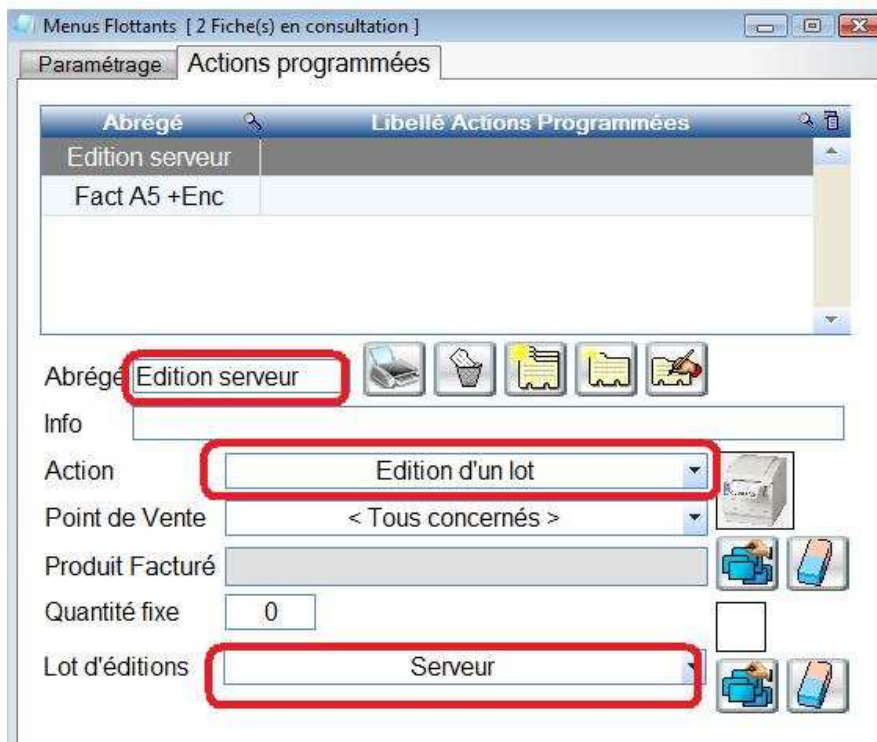 Menus Flottants [ 2 Fiche(s) en consultation ]
Paramétrage Actions programmées
Abrégé Libellé Actions Programmées
Edition serveur
Fact A5 +Enc
Abrégé Edition serveur
Info
Action Edition d'un lot
Point de Vente < Tous concernés >
Produit Facturé
Quantité fixe 0
Lot d'éditions Serveur